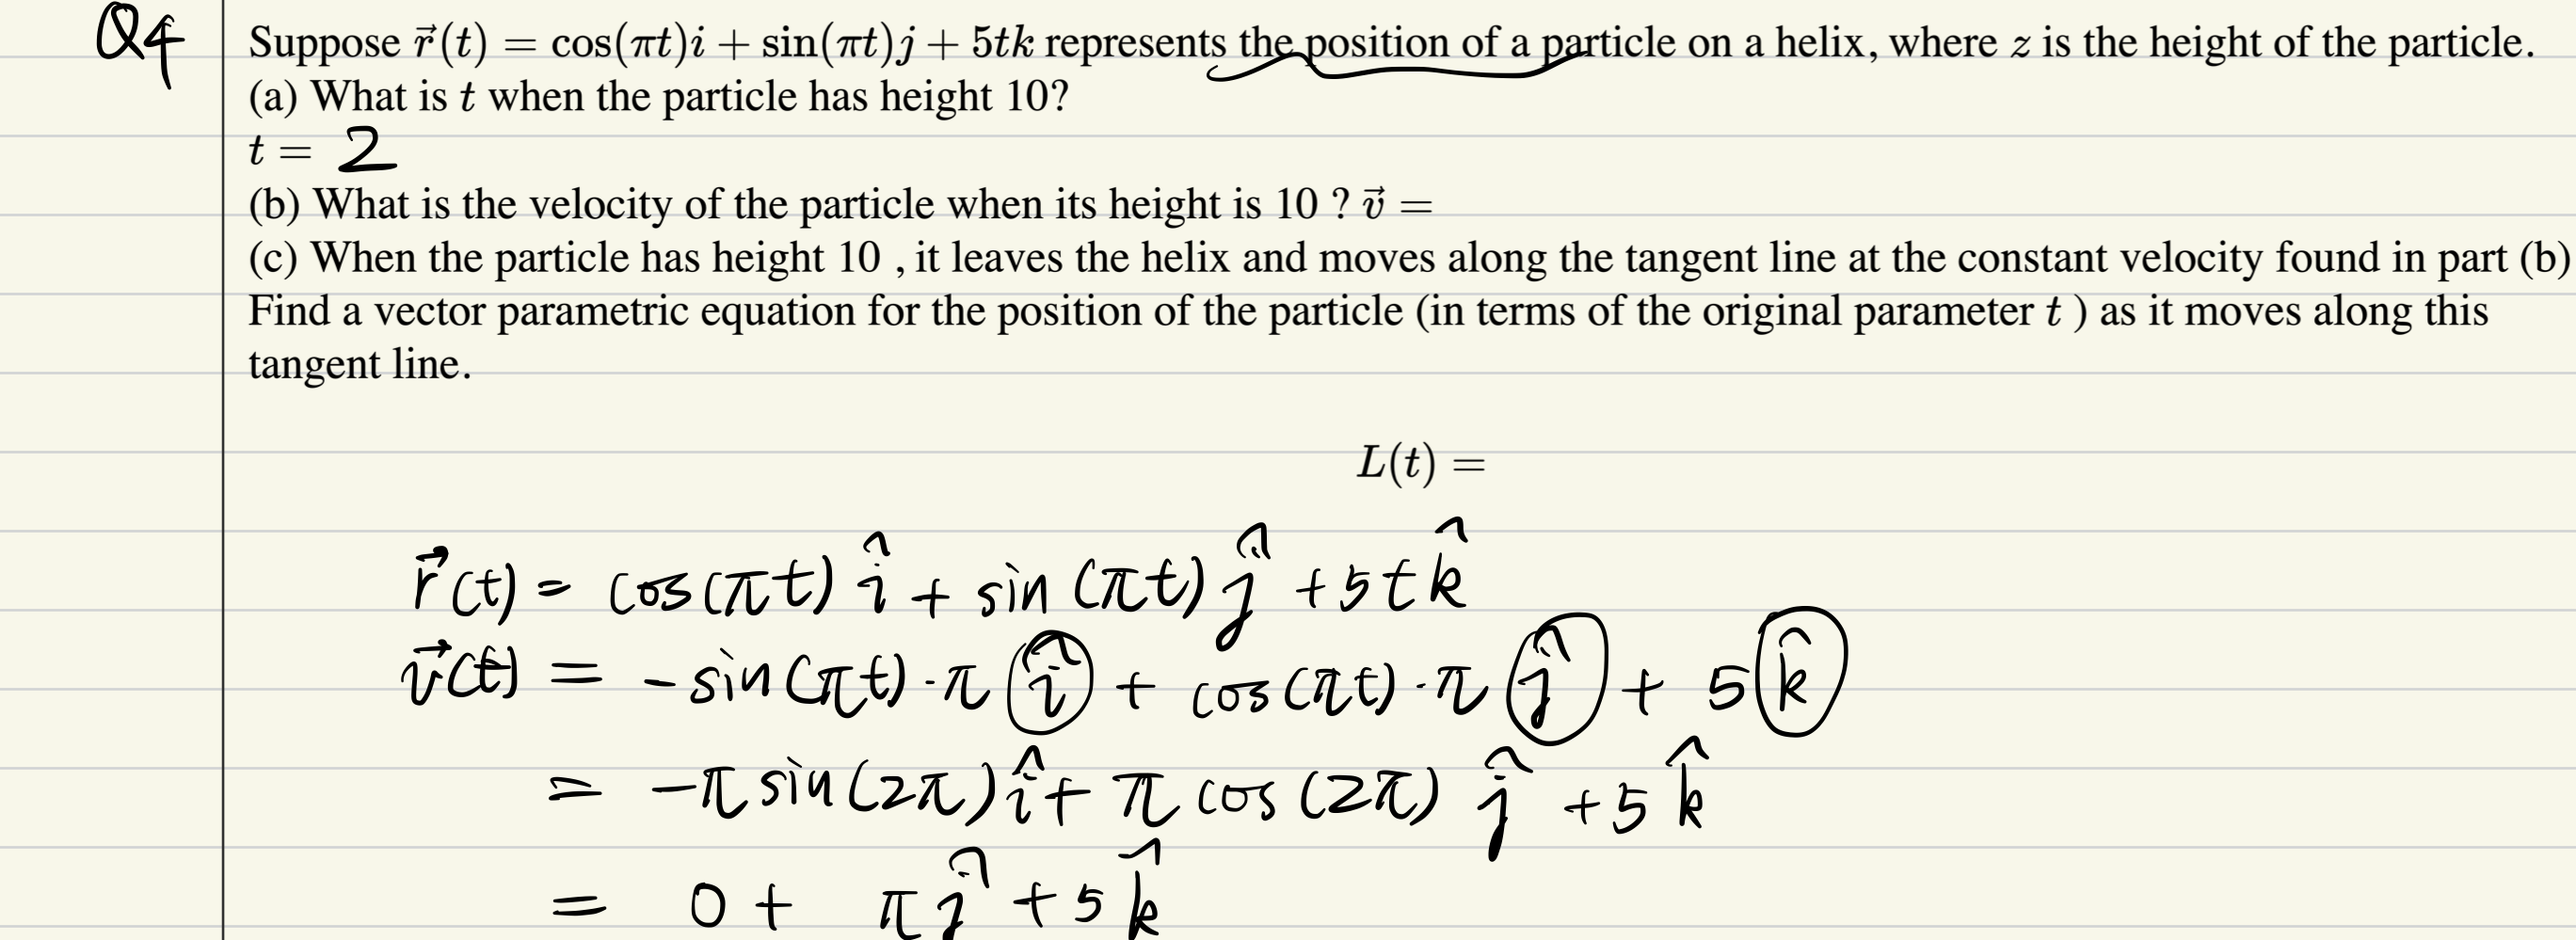 Q4 Suppose $\vec{r}(t) = \cos(\pi t)i + \sin(\pi t)j + 5tk$ represents the position of a particle on a helix, where $z$ is the height of the particle.
(a) What is $t$ when the particle has height 10?
$t =$ 2
(b) What is the velocity of the particle when its height is 10 ? $\vec{v} =$
(c) When the particle has height 10 , it leaves the helix and moves along the tangent line at the constant velocity found in part (b)
Find a vector parametric equation for the position of the particle (in terms of the original parameter $t$ ) as it moves along this
tangent line.
$L(t) =$
$\vec{r}(t) = \cos(\pi t)\hat{i} + \sin(\pi t)\hat{j} + 5t\hat{k}$
$\vec{v}(t) = -\sin(\pi t) \cdot \pi \hat{i} + \cos(\pi t) \cdot \pi \hat{j} + 5\hat{k}$
$= -\pi \sin(2\pi)\hat{i} + \pi \cos(2\pi)\hat{j} + 5\hat{k}$
$= 0 + \pi\hat{j} + 5\hat{k}$